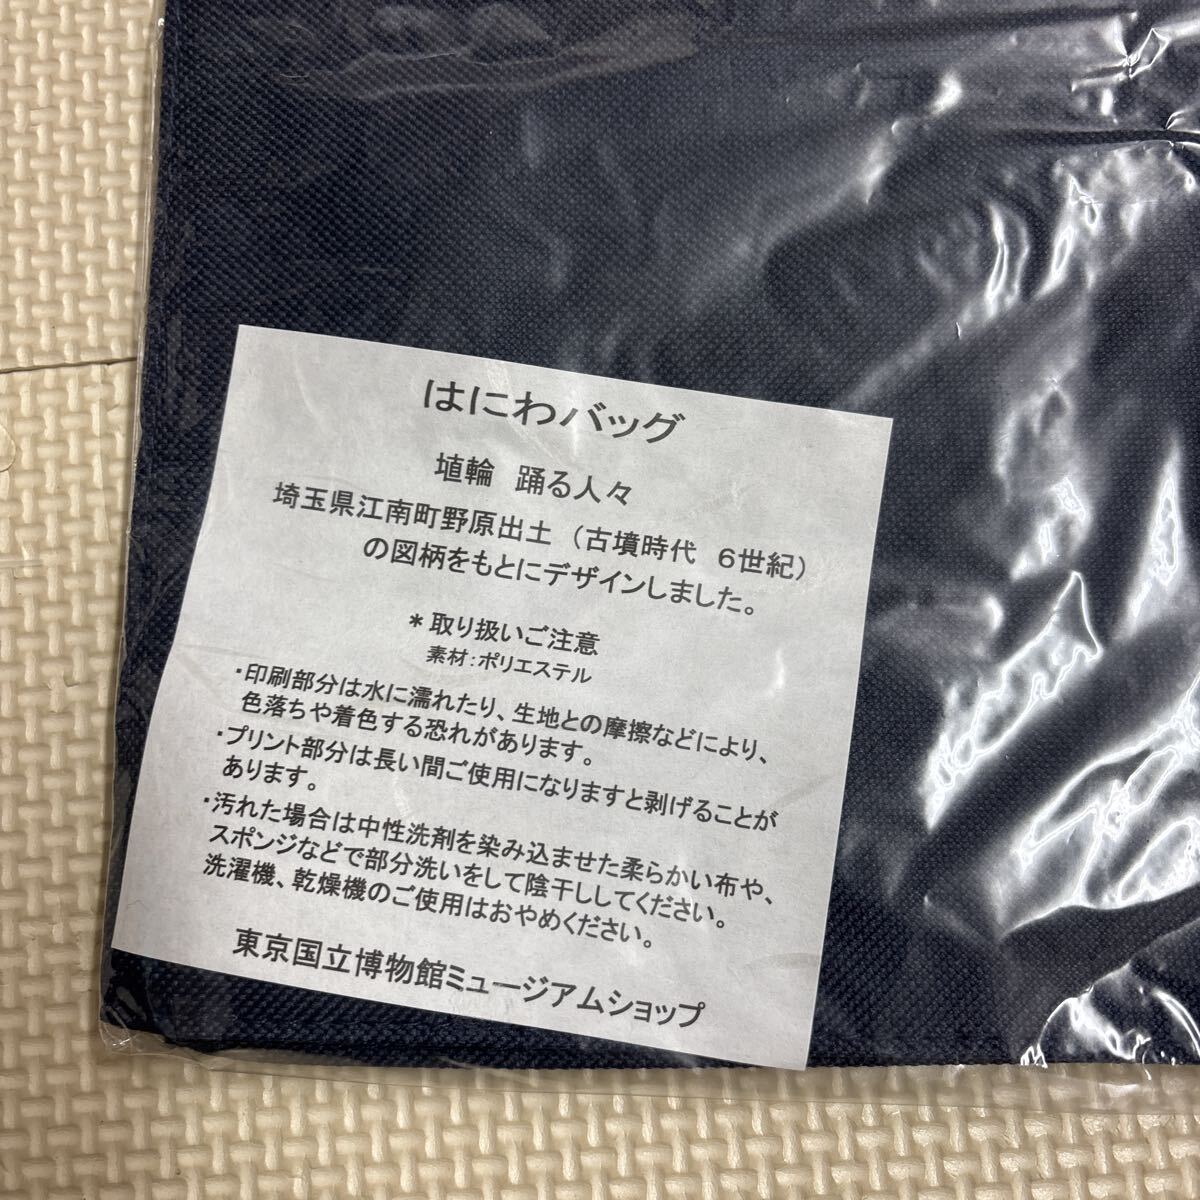 はにわバッグ
埴輪　踊る人々
埼玉県江南町野原出土（古墳時代　６世紀）
の図柄をもとにデザインしました。
＊取り扱いご注意
素材：ポリエステル
・印刷部分は水に濡れたり、生地との摩擦などにより、
色落ちや着色する恐れがあります。
・プリント部分は長い間ご使用になりますと剥げることが
あります。
・汚れた場合は中性洗剤を染み込ませた柔らかい布や、
スポンジなどで部分洗いをして陰干ししてください。
洗濯機、乾燥機のご使用はおやめください。
東京国立博物館ミュージアムショップ